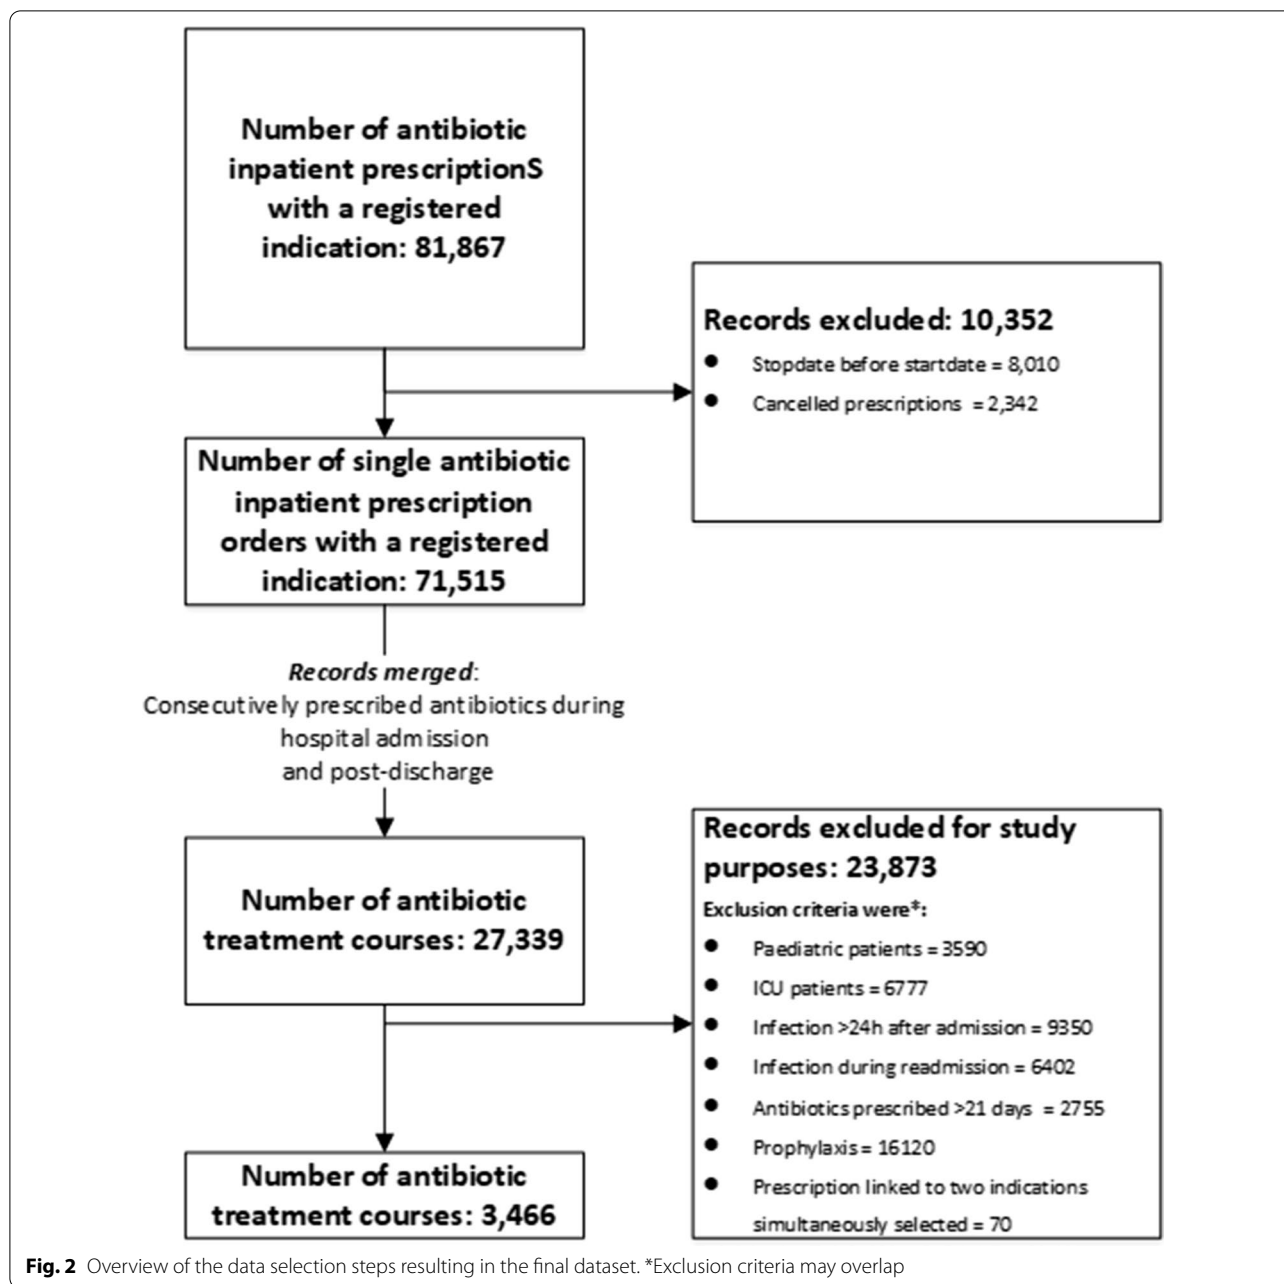 Number of antibiotic
inpatient prescriptionS
with a registered
indication: 81,867
Records excluded: 10,352
● Stopdate before startdate = 8,010
● Cancelled prescriptions = 2,342
Number of single antibiotic
inpatient prescription
orders with a registered
indication: 71,515
Records merged:
Consecutively prescribed antibiotics during
hospital admission
and post-discharge
Number of antibiotic
treatment courses: 27,339
Records excluded for study
purposes: 23,873
Exclusion criteria were*:
● Paediatric patients = 3590
● ICU patients = 6777
● Infection >24h after admission = 9350
● Infection during readmission = 6402
● Antibiotics prescribed >21 days = 2755
● Prophylaxis = 16120
● Prescription linked to two indications
simultaneously selected = 70
Number of antibiotic
treatment courses: 3,466
Fig. 2 Overview of the data selection steps resulting in the final dataset. *Exclusion criteria may overlap